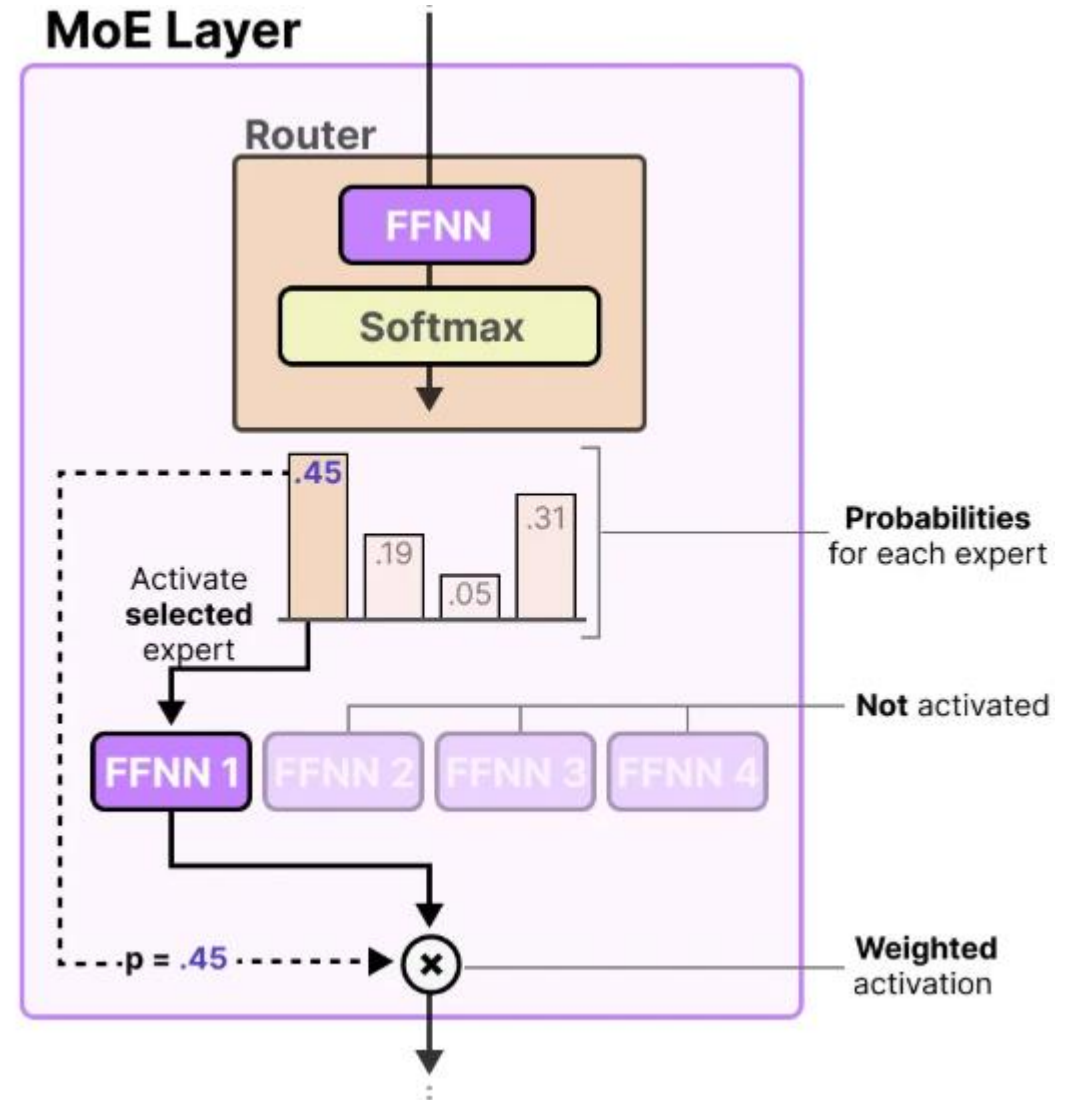 MoE Layer
Router
FFNN
Softmax
.45
.19
.05
.31
Probabilities
for each expert
Activate
selected
expert
Not activated
FFNN 1
FFNN 2
FFNN 3
FFNN 4
p = .45
×
Weighted
activation